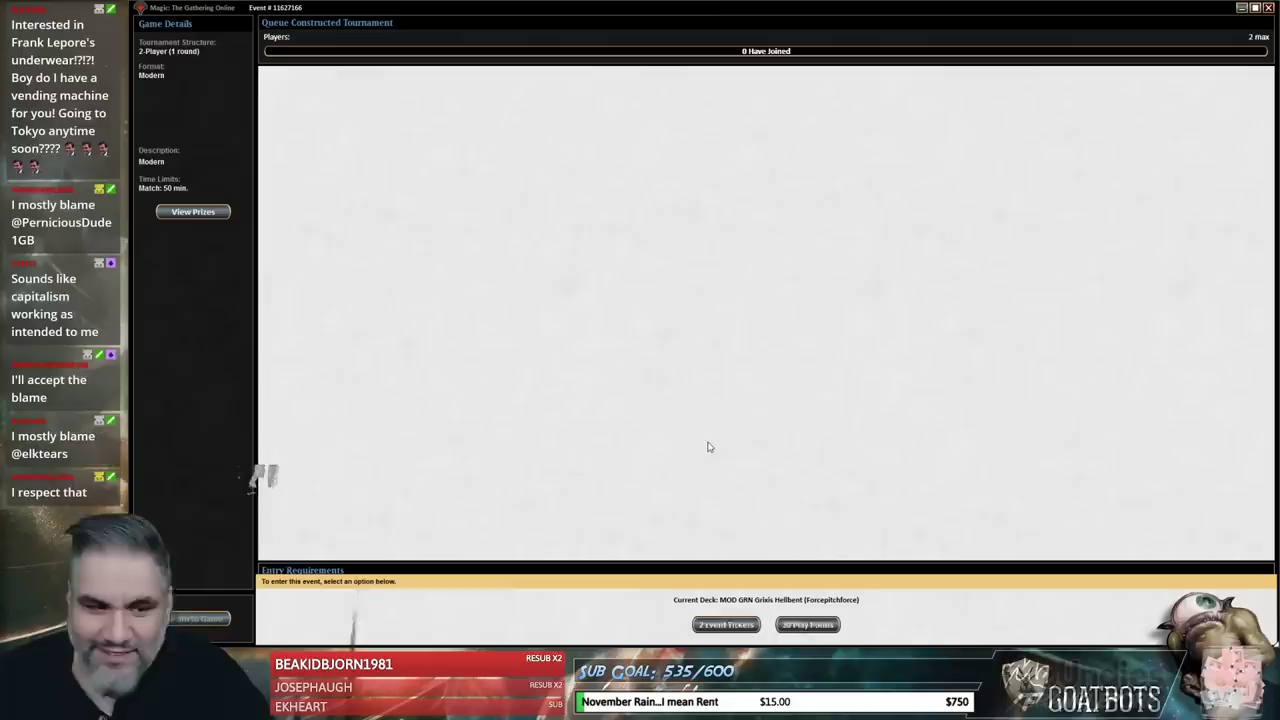 Interested in
Frank Lepore's
underwear!?!?!
Boy do I have a
vending machine
for you! Going to
Tokyo anytime
soon????
I mostly blame
@PerniciousDude
1GB
Sounds like
capitalism
working as
intended to me
I'll accept the
blame
I mostly blame
@elktears
I respect that
Magic: The Gathering Online
Event # 11627166
Game Details
Tournament Structure:
2-Player (1 round)
Format:
Modern
Description:
Modern
Time Limits:
Match: 50 min.
View Prizes
Join to Game
Queue Constructed Tournament
Players:
2 max
0 Have Joined
Entry Requirements
To enter this event, select an option below.
Current Deck: MOD GRN Grixis Hellbent (Forcepitchforce)
2 Event Tickets
20 Play Points
BEAKIDBJORN1981 RESUB X2
JOSEPHAUGH RESUB X2
EKHEART SUB
SUB GOAL: 535/600
November Rain...I mean Rent $15.00 $750
GOATBOTS